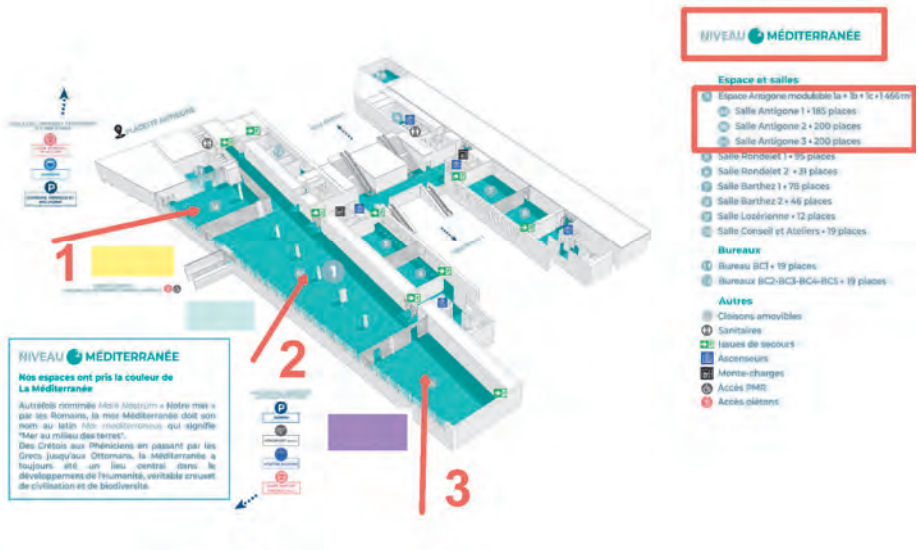 NIVEAU MÉDITERRANÉE
Espace et salles
Espace Antigone modulable 1a + 1b + 1c • 1 466 m²
Salle Antigone 1 • 185 places
Salle Antigone 2 • 200 places
Salle Antigone 3 • 200 places
Salle Rondelet 1 • 95 places
Salle Rondelet 2 • 31 places
Salle Barthez 1 • 78 places
Salle Barthez 2 • 46 places
Salle Lozérienne • 12 places
Salle Conseil et Ateliers • 19 places
Bureaux
Bureau BC1 • 19 places
Bureaux BC2-BC3-BC4-BC5 • 19 places
Autres
Cloisons amovibles
Sanitaires
Issues de secours
Ascenseurs
Monte-charges
Accès PMR
Accès piétons
PLACETTE ANTIGONE
P
1
1
2
3
P
NIVEAU MÉDITERRANÉE
Nos espaces ont pris la couleur de
La Méditerranée
Autrefois nommée Mare Nostrum « Notre mer »
par les Romains, la mer Méditerranée doit son
nom au latin Mar mediterraneus qui signifie
"Mer au milieu des terres".
Des Crétois aux Phéniciens en passant par les
Grecs jusqu'aux Ottomans, la Méditerranée a
toujours été un lieu central dans le
développement de l'Humanité, véritable creuset
de civilisation et de biodiversité.